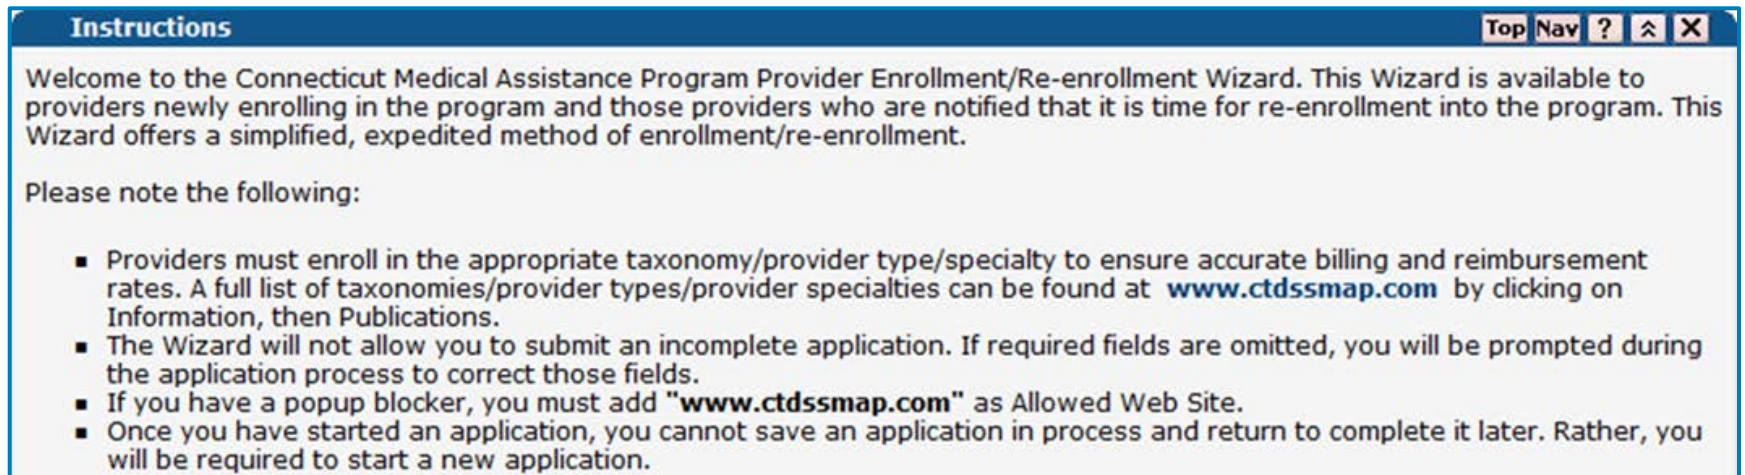 Instructions Top Nav ?
Welcome to the Connecticut Medical Assistance Program Provider Enrollment/Re-enrollment Wizard. This Wizard is available to
providers newly enrolling in the program and those providers who are notified that it is time for re-enrollment into the program. This
Wizard offers a simplified, expedited method of enrollment/re-enrollment.
Please note the following:
▪ Providers must enroll in the appropriate taxonomy/provider type/specialty to ensure accurate billing and reimbursement
rates. A full list of taxonomies/provider types/provider specialties can be found at www.ctdssmap.com by clicking on
Information, then Publications.
▪ The Wizard will not allow you to submit an incomplete application. If required fields are omitted, you will be prompted during
the application process to correct those fields.
▪ If you have a popup blocker, you must add "www.ctdssmap.com" as Allowed Web Site.
▪ Once you have started an application, you cannot save an application in process and return to complete it later. Rather, you
will be required to start a new application.